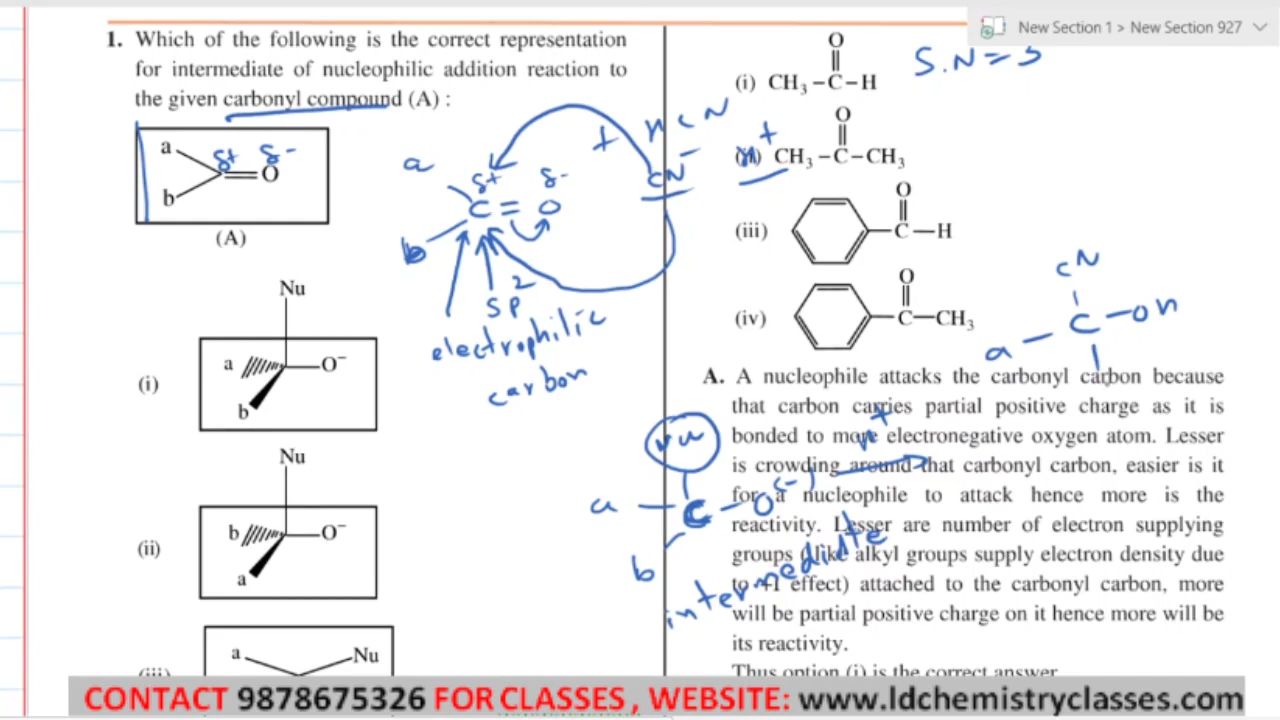 New Section 1 > New Section 927
1. Which of the following is the correct representation
for intermediate of nucleophilic addition reaction to
the given carbonyl compound (A) :
a
δ+ δ-
O
b
(A)
Nu
a
O⁻
(i)
b
Nu
b
O⁻
(ii)
a
a
Nu
(iii)
a
δ+ δ-
C = O
b
+ HCN
CN⁻ H+
SP2
electrophilic
carbon
Nu
a - C - O(-)
b
H+
intermediate
S.N = 3
O
(i) CH₃ – C – H
O
CH₃ – C – CH₃
O
(iii) C – H
O
(iv) C – CH₃
CN
a - C - OH
A. A nucleophile attacks the carbonyl carbon because
that carbon carries partial positive charge as it is
bonded to more electronegative oxygen atom. Lesser
is crowding around that carbonyl carbon, easier is it
for a nucleophile to attack hence more is the
reactivity. Lesser are number of electron supplying
groups (like alkyl groups supply electron density due
to +I effect) attached to the carbonyl carbon, more
will be partial positive charge on it hence more will be
its reactivity.
Thus option (i) is the correct answer
CONTACT 9878675326 FOR CLASSES , WEBSITE: www.ldchemistryclasses.com